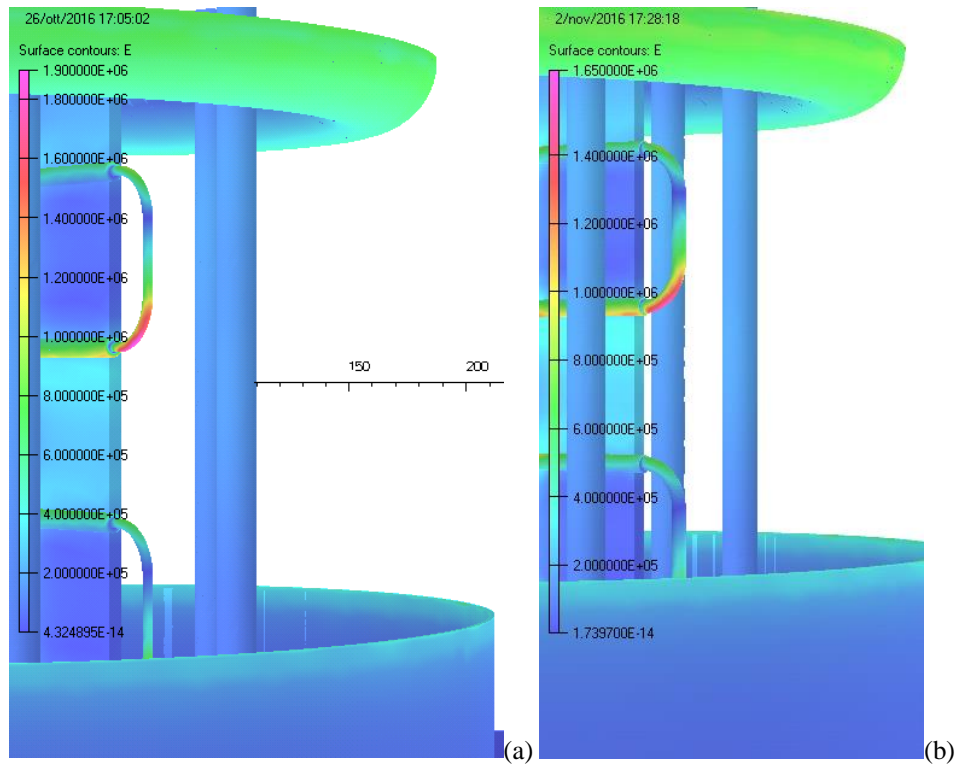 26/ott/2016 17:05:02
Surface contours: E
1.900000E+06
1.800000E+06
1.600000E+06
1.400000E+06
1.200000E+06
1.000000E+06
8.000000E+05
6.000000E+05
4.000000E+05
2.000000E+05
4.324895E-14
150
200
(a)
2/nov/2016 17:28:18
Surface contours: E
1.650000E+06
1.400000E+06
1.200000E+06
1.000000E+06
8.000000E+05
6.000000E+05
4.000000E+05
2.000000E+05
1.739700E-14
(b)